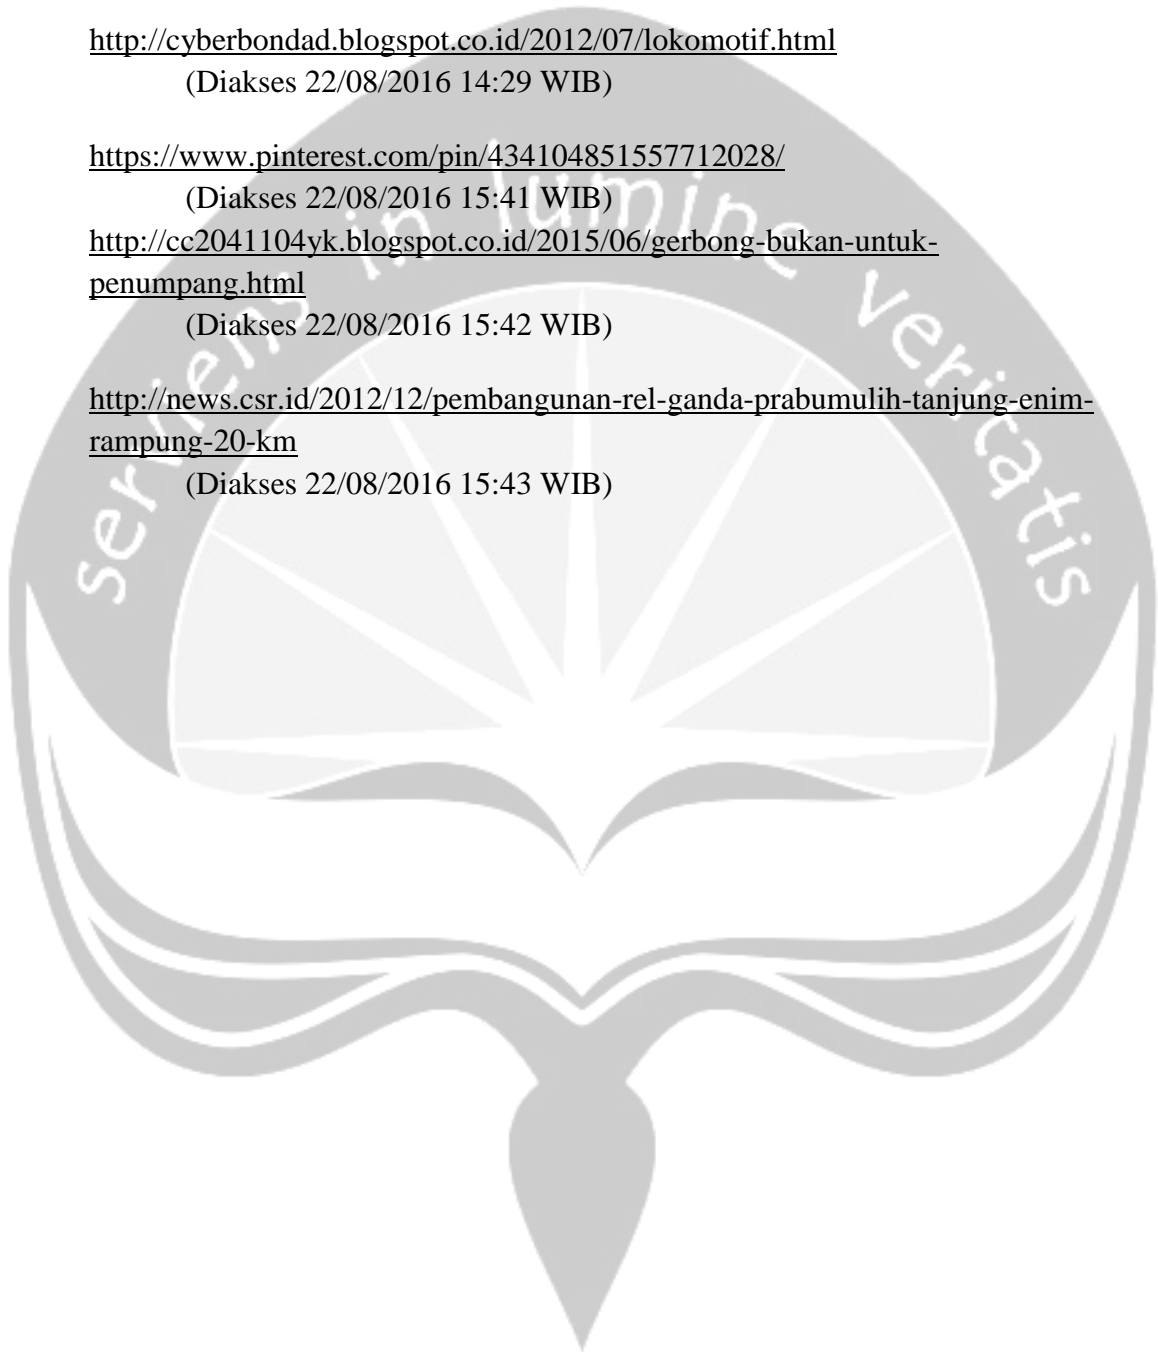 http://cyberbondad.blogspot.co.id/2012/07/lokomotif.html
(Diakses 22/08/2016 14:29 WIB)
https://www.pinterest.com/pin/434104851557712028/
(Diakses 22/08/2016 15:41 WIB)
http://cc2041104yk.blogspot.co.id/2015/06/gerbong-bukan-untuk-
penumpang.html
(Diakses 22/08/2016 15:42 WIB)
http://news.csr.id/2012/12/pembangunan-rel-ganda-prabumulih-tanjung-enim-
rampung-20-km
(Diakses 22/08/2016 15:43 WIB)
serviens in lumine veritatis